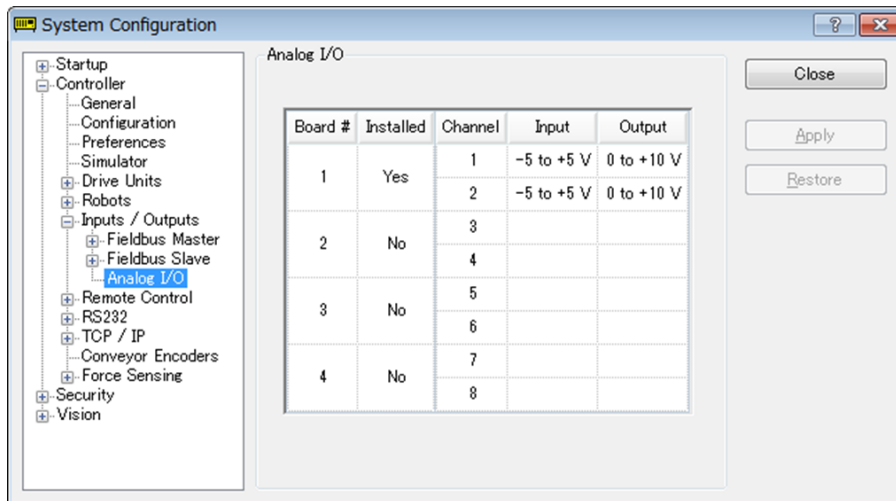 System Configuration
Startup
Controller
General
Configuration
Preferences
Simulator
Drive Units
Robots
Inputs / Outputs
Fieldbus Master
Fieldbus Slave
Analog I/O
Remote Control
RS232
TCP / IP
Conveyor Encoders
Force Sensing
Security
Vision
Analog I/O
Board # Installed Channel Input Output
1 Yes 1 -5 to +5 V 0 to +10 V
2 -5 to +5 V 0 to +10 V
2 No 3
4
3 No 5
6
4 No 7
8
Close
Apply
Restore